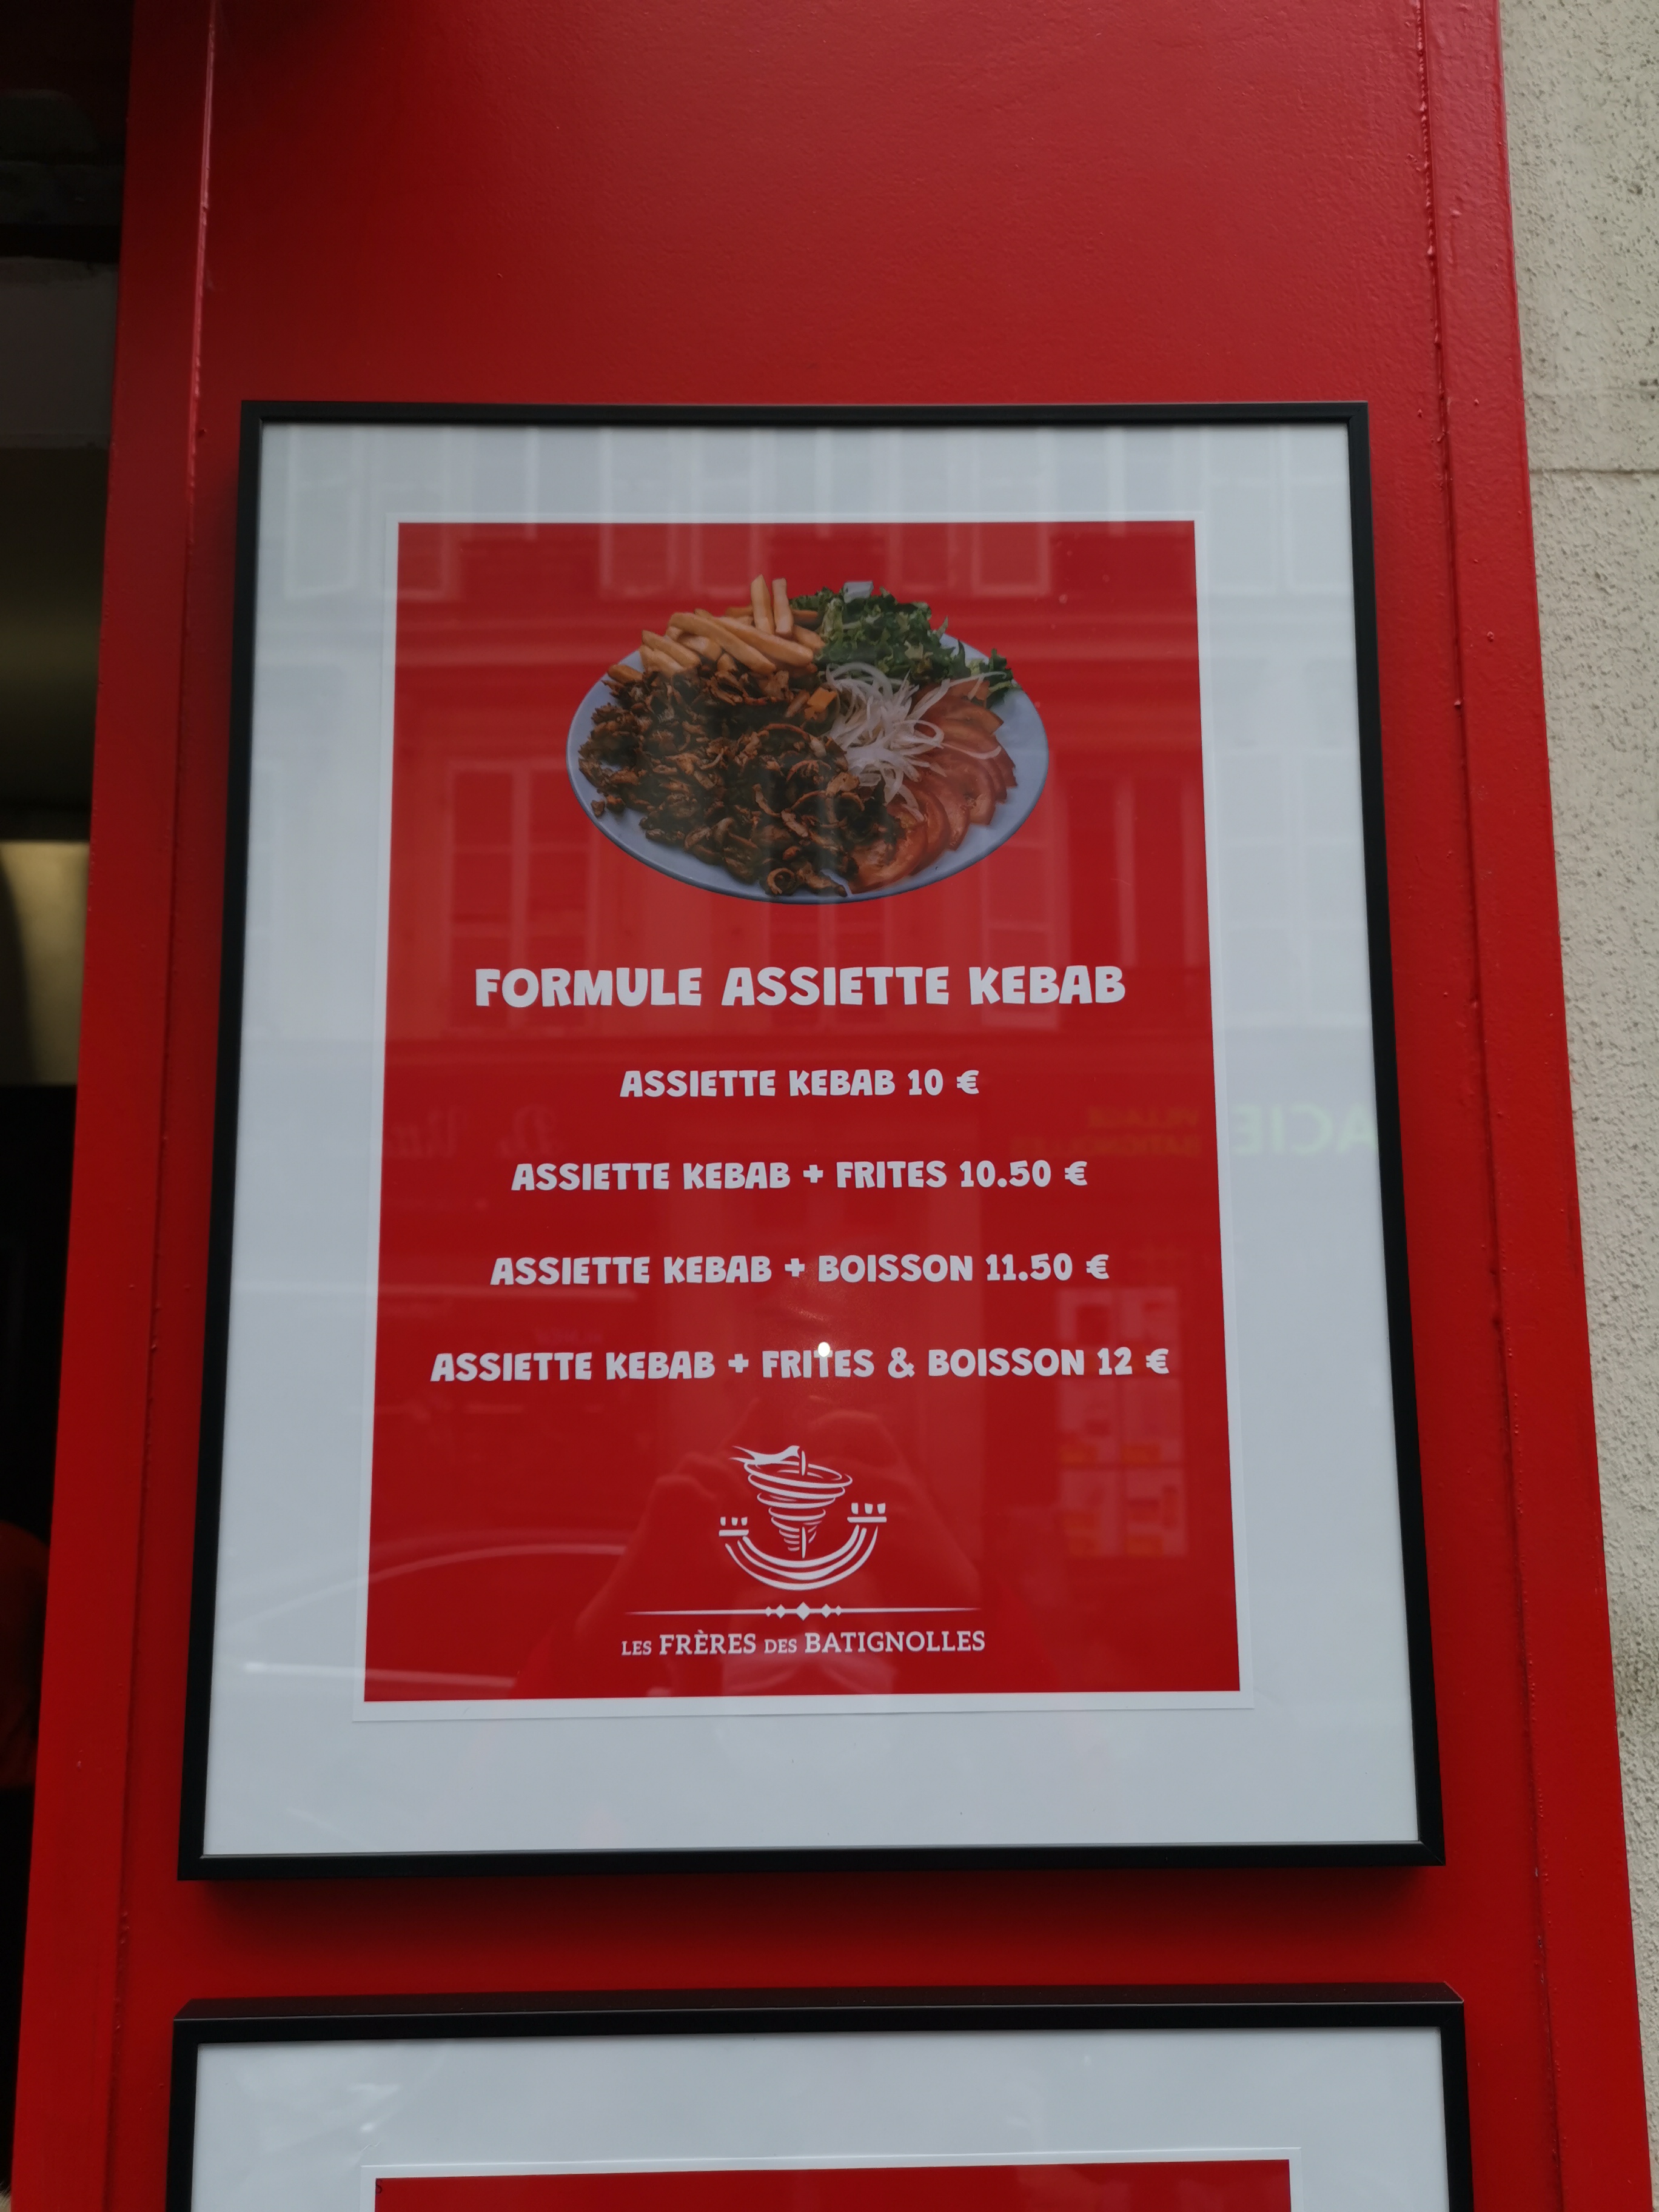 FORMULE ASSIETTE KEBAB
ASSIETTE KEBAB 10 €
ASSIETTE KEBAB + FRITES 10.50 €
ASSIETTE KEBAB + BOISSON 11.50 €
ASSIETTE KEBAB + FRITES & BOISSON 12 €
LES FRÈRES DES BATIGNOLLES